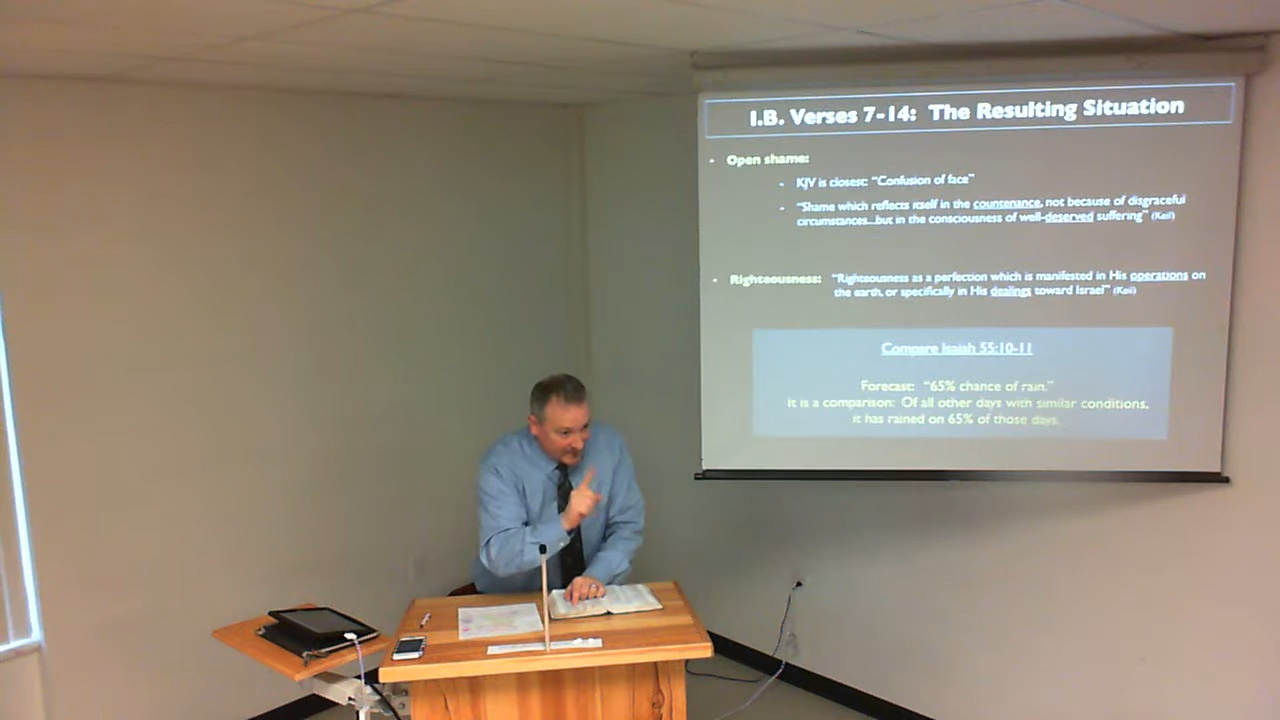 I.B. Verses 7-14: The Resulting Situation
- Open shame:
- KJV is closest: "Confusion of face"
- "Shame which reflects itself in the countenance, not because of disgraceful
circumstances...but in the consciousness of well-deserved suffering" (Keil)
- Righteousness: "Righteousness as a perfection which is manifested in His operations on
the earth, or specifically in His dealings toward Israel" (Keil)
Compare Isaiah 55:10-11
Forecast: "65% chance of rain."
It is a comparison: Of all other days with similar conditions,
it has rained on 65% of those days.